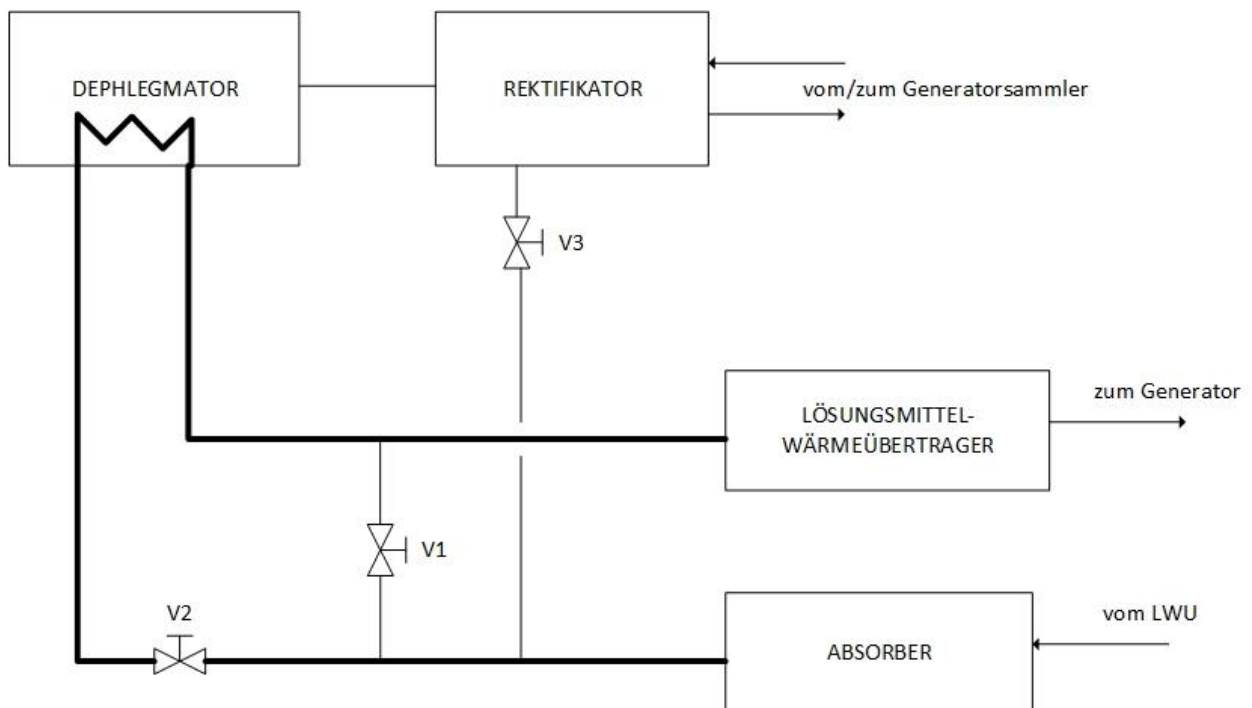 DEPHLEGMATOR
REKTIFIKATOR
vom/zum Generatorsammler
V3
zum Generator
LÖSUNGSMITTEL-
WÄRMEÜBERTRAGER
V1
V2
vom LWU
ABSORBER